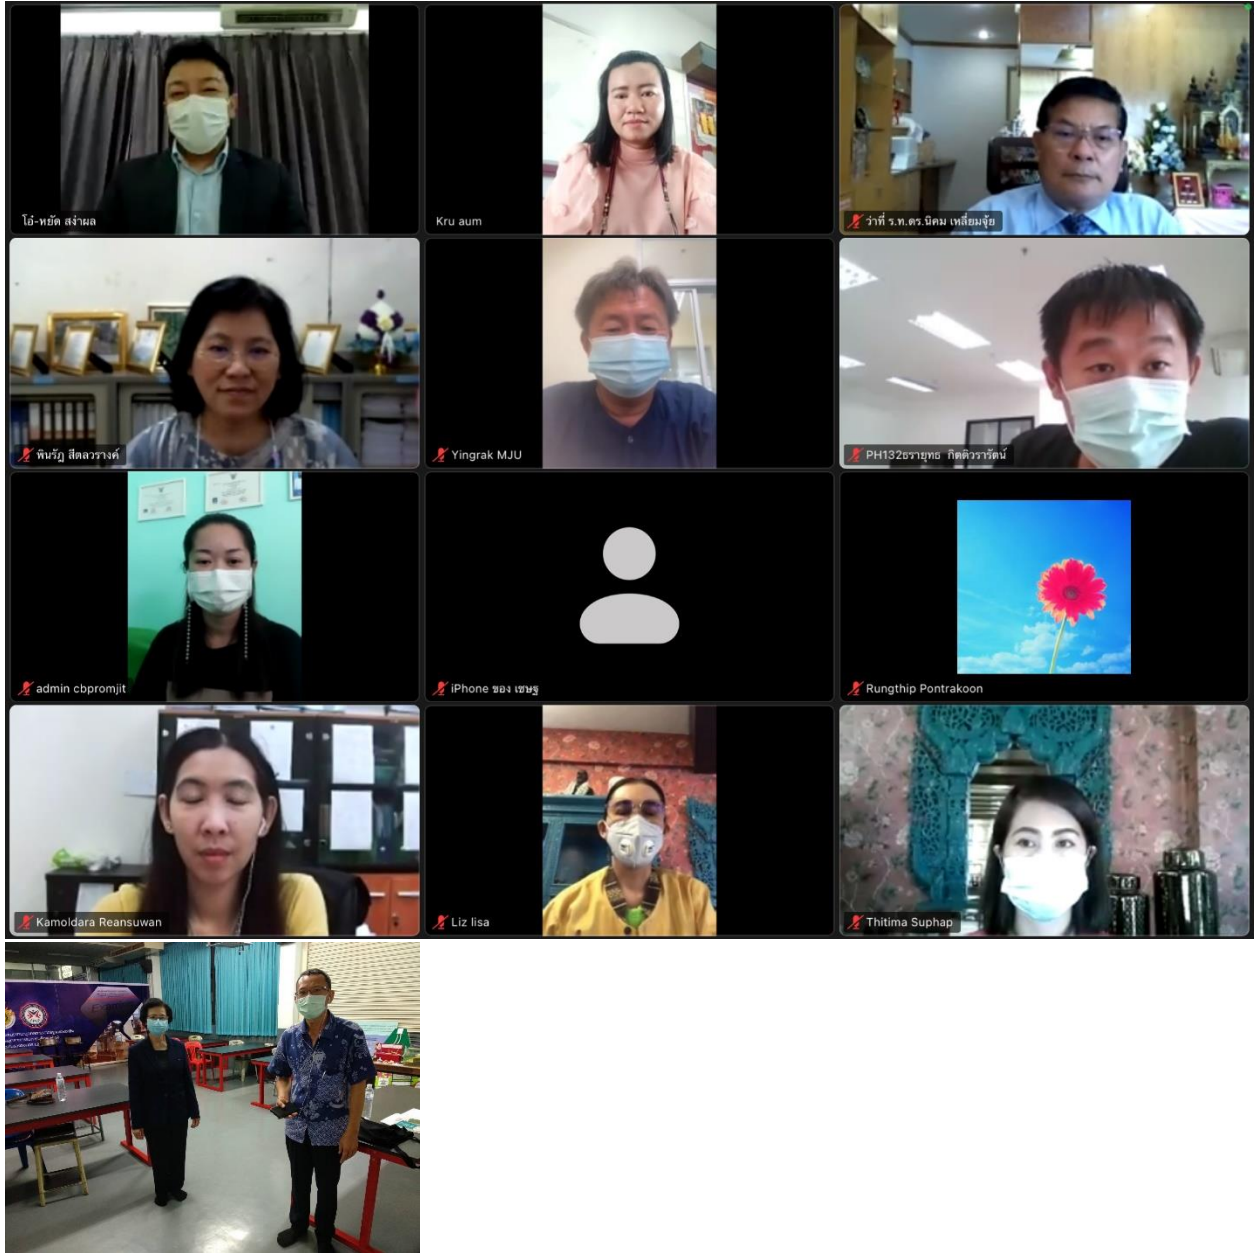 โอ๋-หยัด สง่าผล
Kru aum
ว่าที่ ร.ท.ดร.นิคม เหลี่ยมจุ้ย
พินรัฏ สีตลวรางค์
Yingrak MJU
PH132ธรายุทธ กิตติวรารัตน์
admin cbpromjit
iPhone ของ เชษฐ
Rungthip Pontrakoon
Kamoldara Reansuwan
Liz lisa
Thitima Suphap